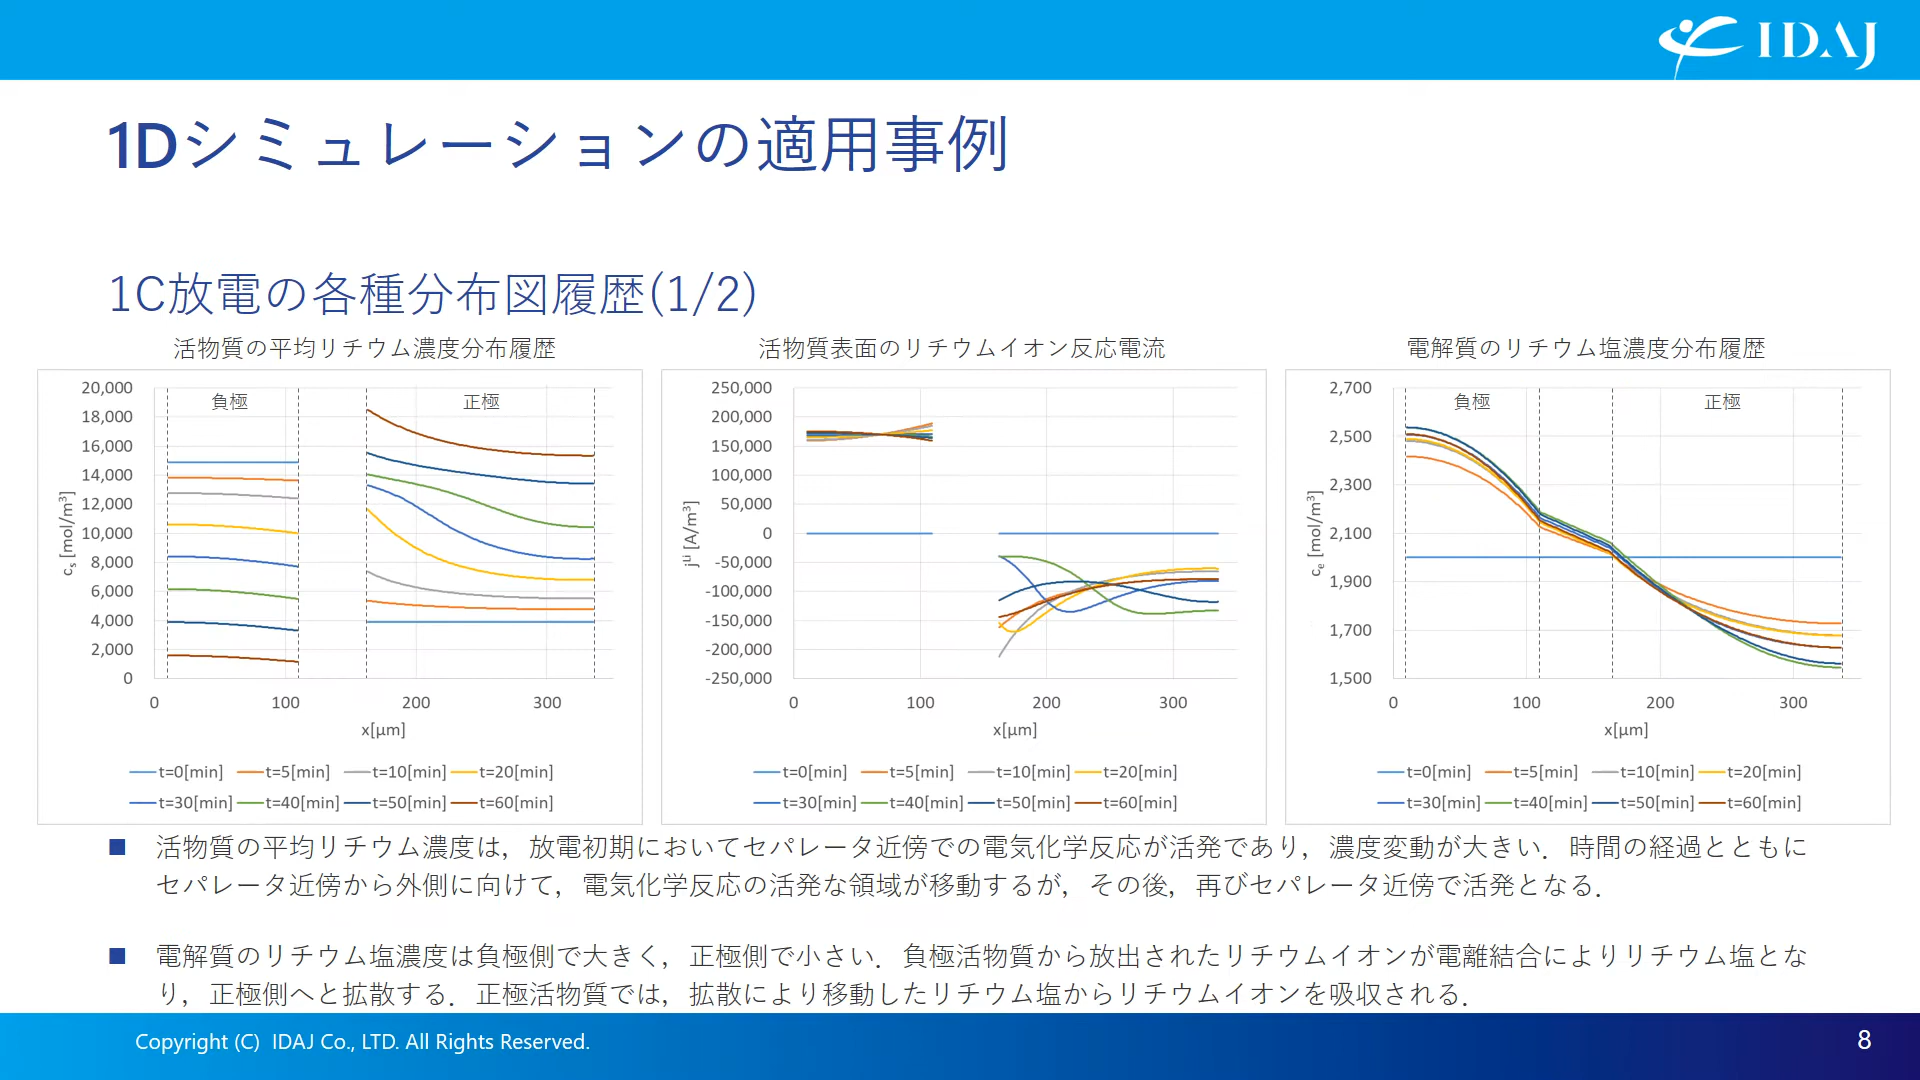 IDAJ
1Dシミュレーションの適用事例
1C放電の各種分布図履歴(1/2)
活物質の平均リチウム濃度分布履歴
20,000
18,000
16,000
14,000
12,000
10,000
8,000
6,000
4,000
2,000
0
cs [mol/m³]
負極
正極
0 100 200 300
x[μm]
t=0[min] t=5[min] t=10[min] t=20[min]
t=30[min] t=40[min] t=50[min] t=60[min]
活物質表面のリチウムイオン反応電流
250,000
200,000
150,000
100,000
50,000
0
-50,000
-100,000
-150,000
-200,000
-250,000
jLi [A/m³]
0 100 200 300
x[μm]
t=0[min] t=5[min] t=10[min] t=20[min]
t=30[min] t=40[min] t=50[min] t=60[min]
電解質のリチウム塩濃度分布履歴
2,700
2,500
2,300
2,100
1,900
1,700
1,500
ce [mol/m³]
負極
正極
0 100 200 300
x[μm]
t=0[min] t=5[min] t=10[min] t=20[min]
t=30[min] t=40[min] t=50[min] t=60[min]
■ 活物質の平均リチウム濃度は，放電初期においてセパレータ近傍での電気化学反応が活発であり，濃度変動が大きい．時間の経過とともに
セパレータ近傍から外側に向けて，電気化学反応の活発な領域が移動するが，その後，再びセパレータ近傍で活発となる．
■ 電解質のリチウム塩濃度は負極側で大きく，正極側で小さい．負極活物質から放出されたリチウムイオンが電離結合によりリチウム塩とな
り，正極側へと拡散する．正極活物質では，拡散により移動したリチウム塩からリチウムイオンを吸収される．
Copyright (C) IDAJ Co., LTD. All Rights Reserved.
8